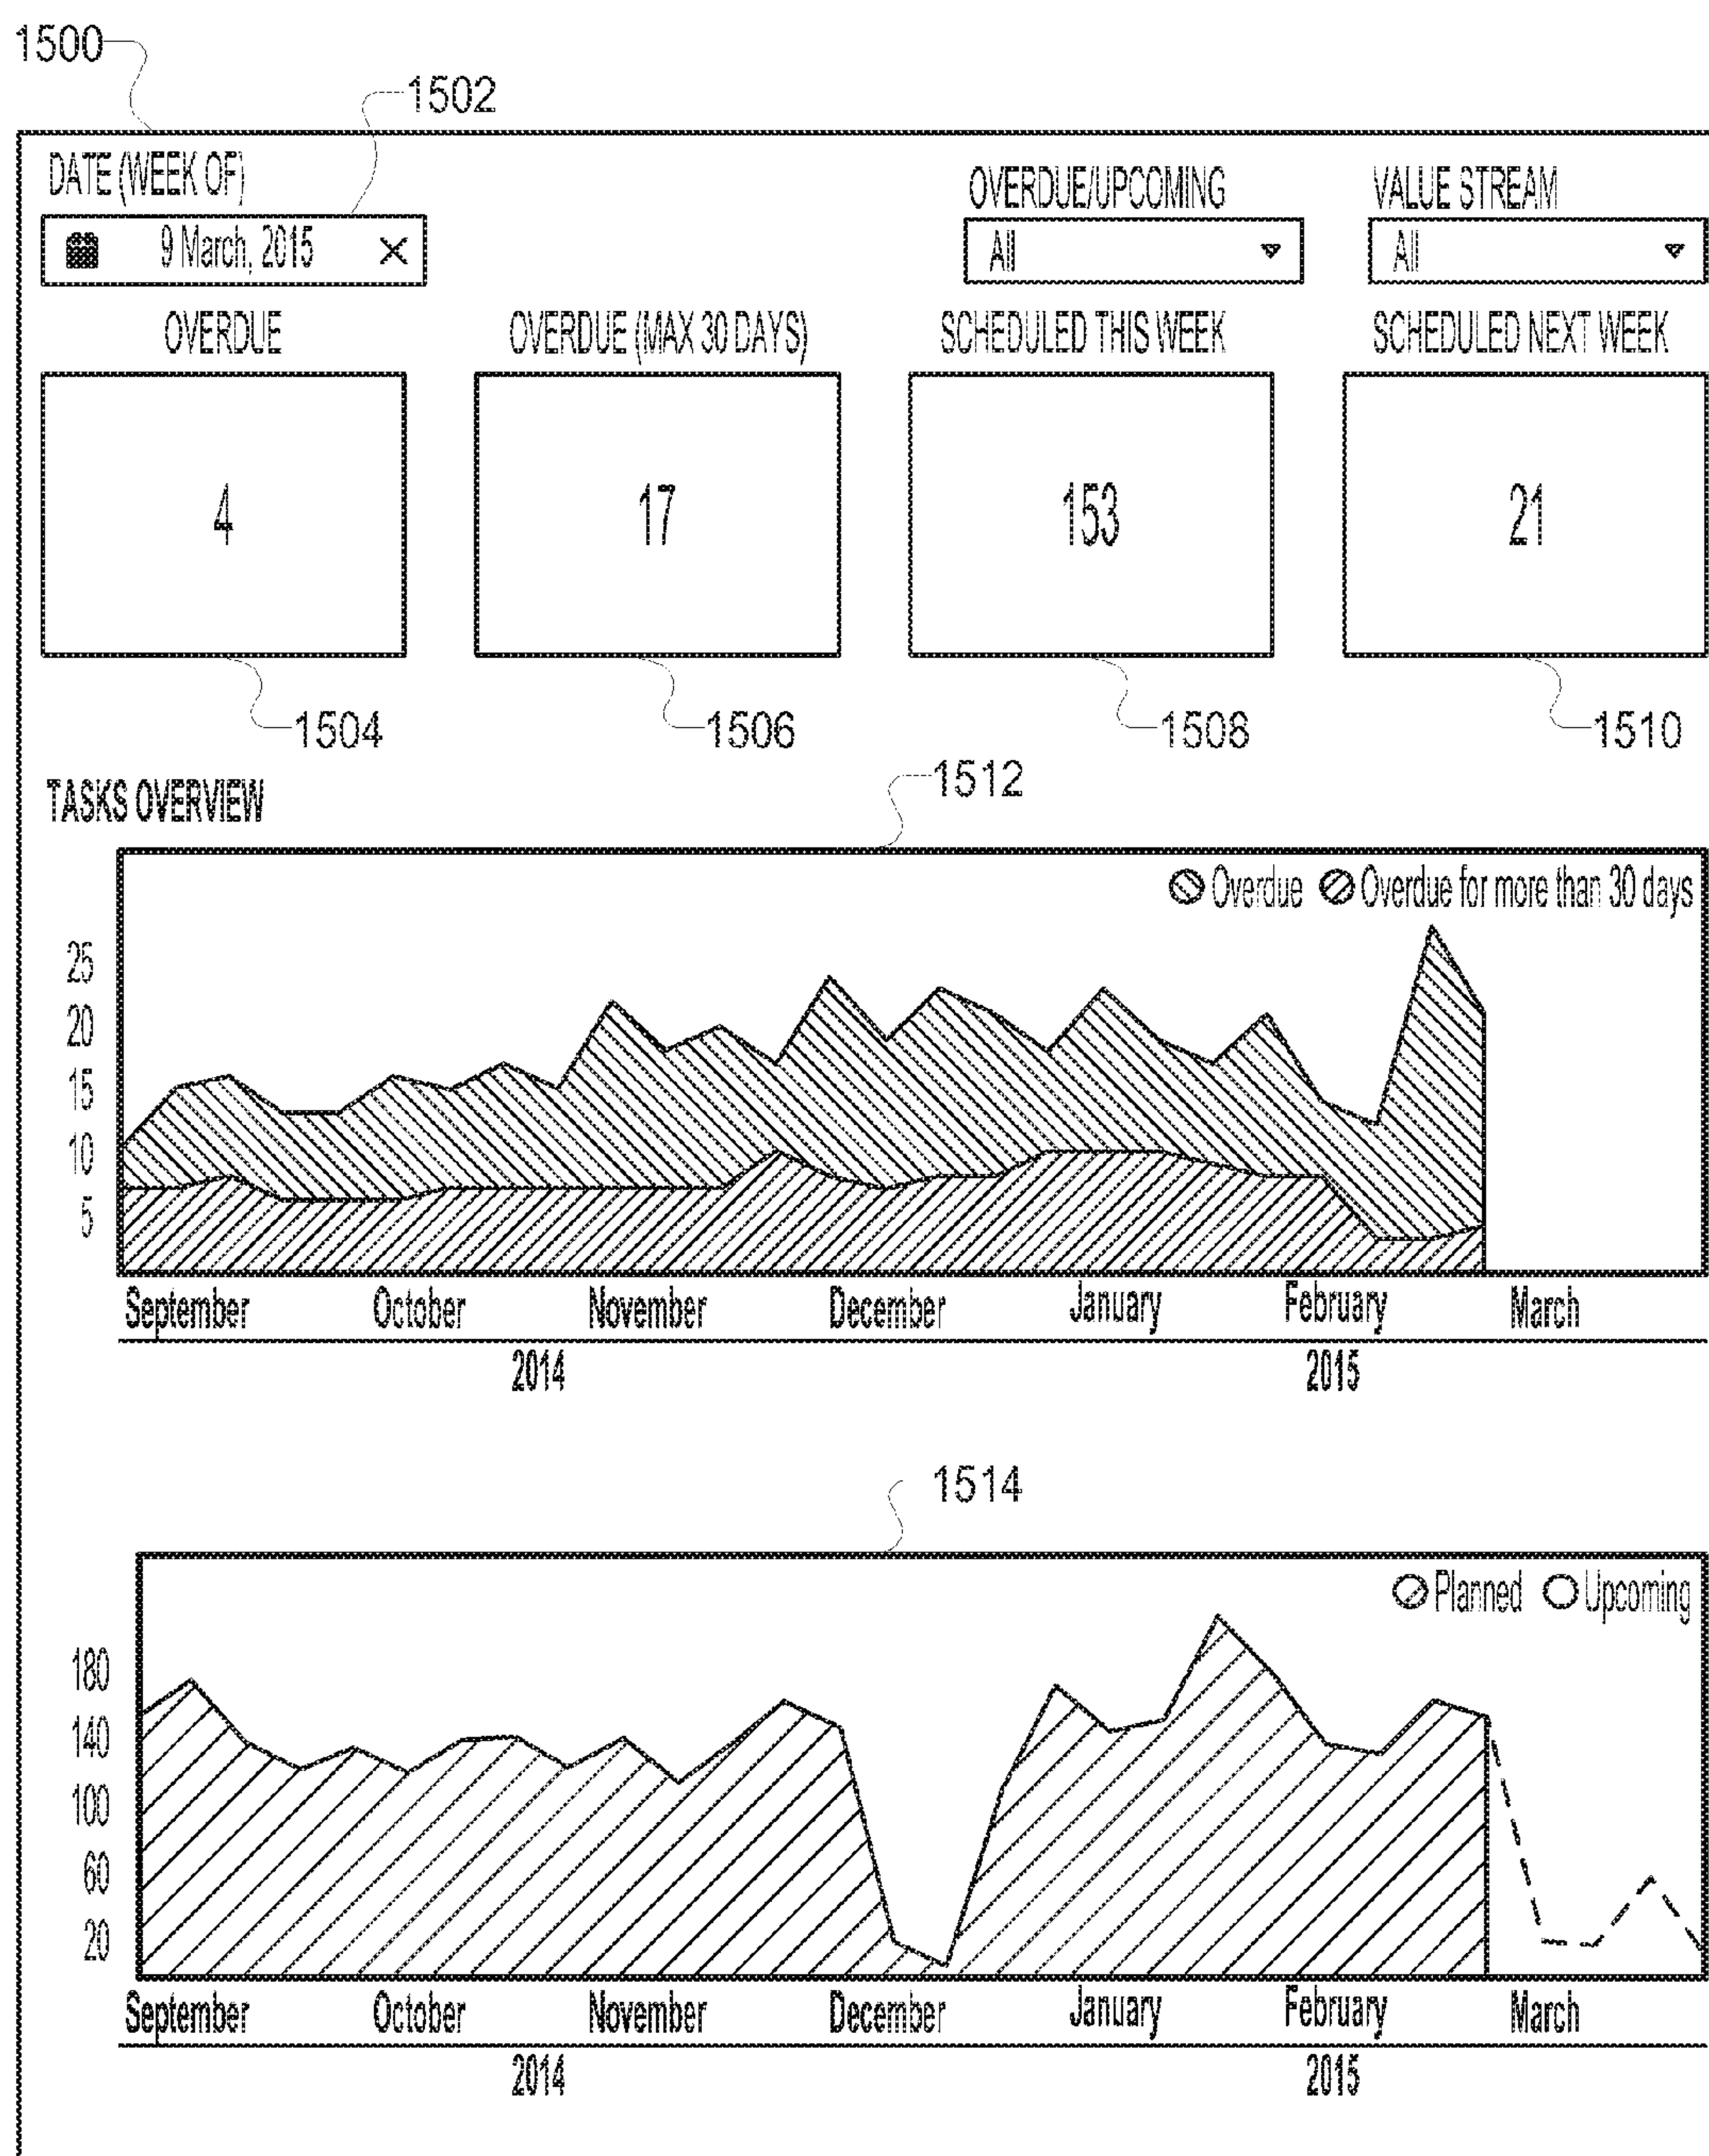 1500
1502
DATE (WEEK OF)
9 March, 2015
OVERDUE/UPCOMING
All
VALUE STREAM
All
OVERDUE
OVERDUE (MAX 30 DAYS)
SCHEDULED THIS WEEK
SCHEDULED NEXT WEEK
4
17
153
21
1504
1506
1508
1510
TASKS OVERVIEW
1512
Overdue
Overdue for more than 30 days
25
20
15
10
5
September October November December January February March
2014 2015
1514
Planned
Upcoming
180
140
100
60
20
September October November December January February March
2014 2015